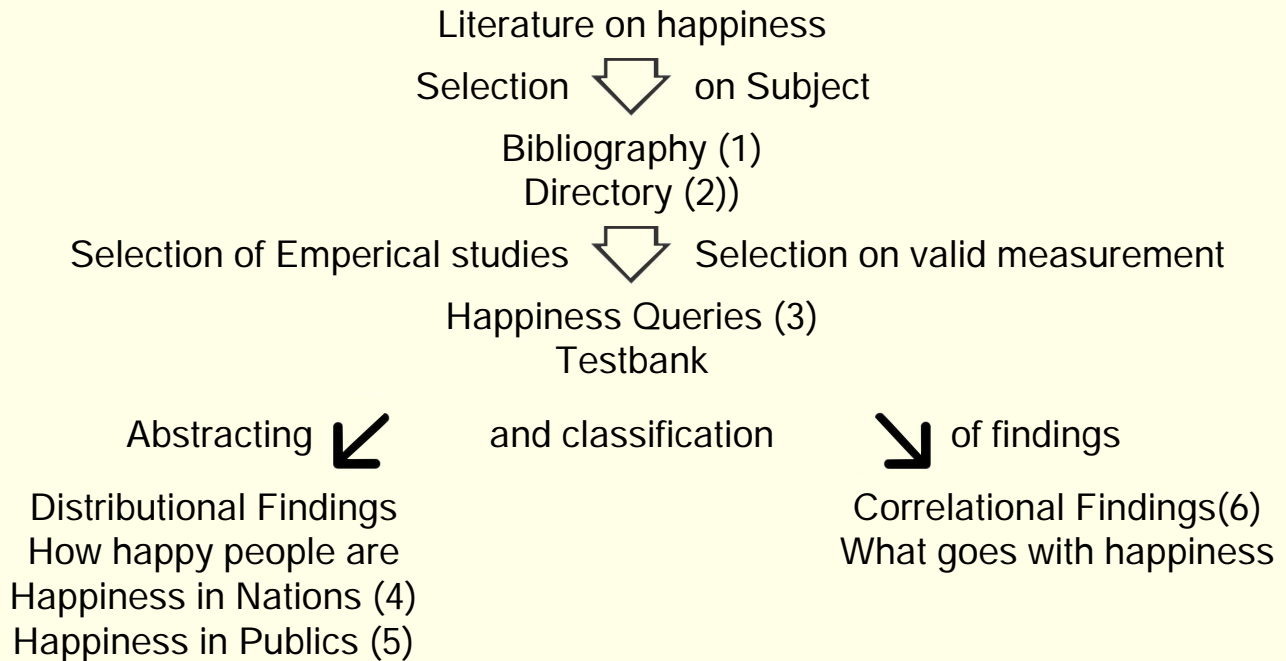 Literature on happiness
Selection on Subject
Bibliography (1)
Directory (2))
Selection of Emperical studies Selection on valid measurement
Happiness Queries (3)
Testbank
Abstracting and classification of findings
Distributional Findings
How happy people are
Happiness in Nations (4)
Happiness in Publics (5)
Correlational Findings(6)
What goes with happiness